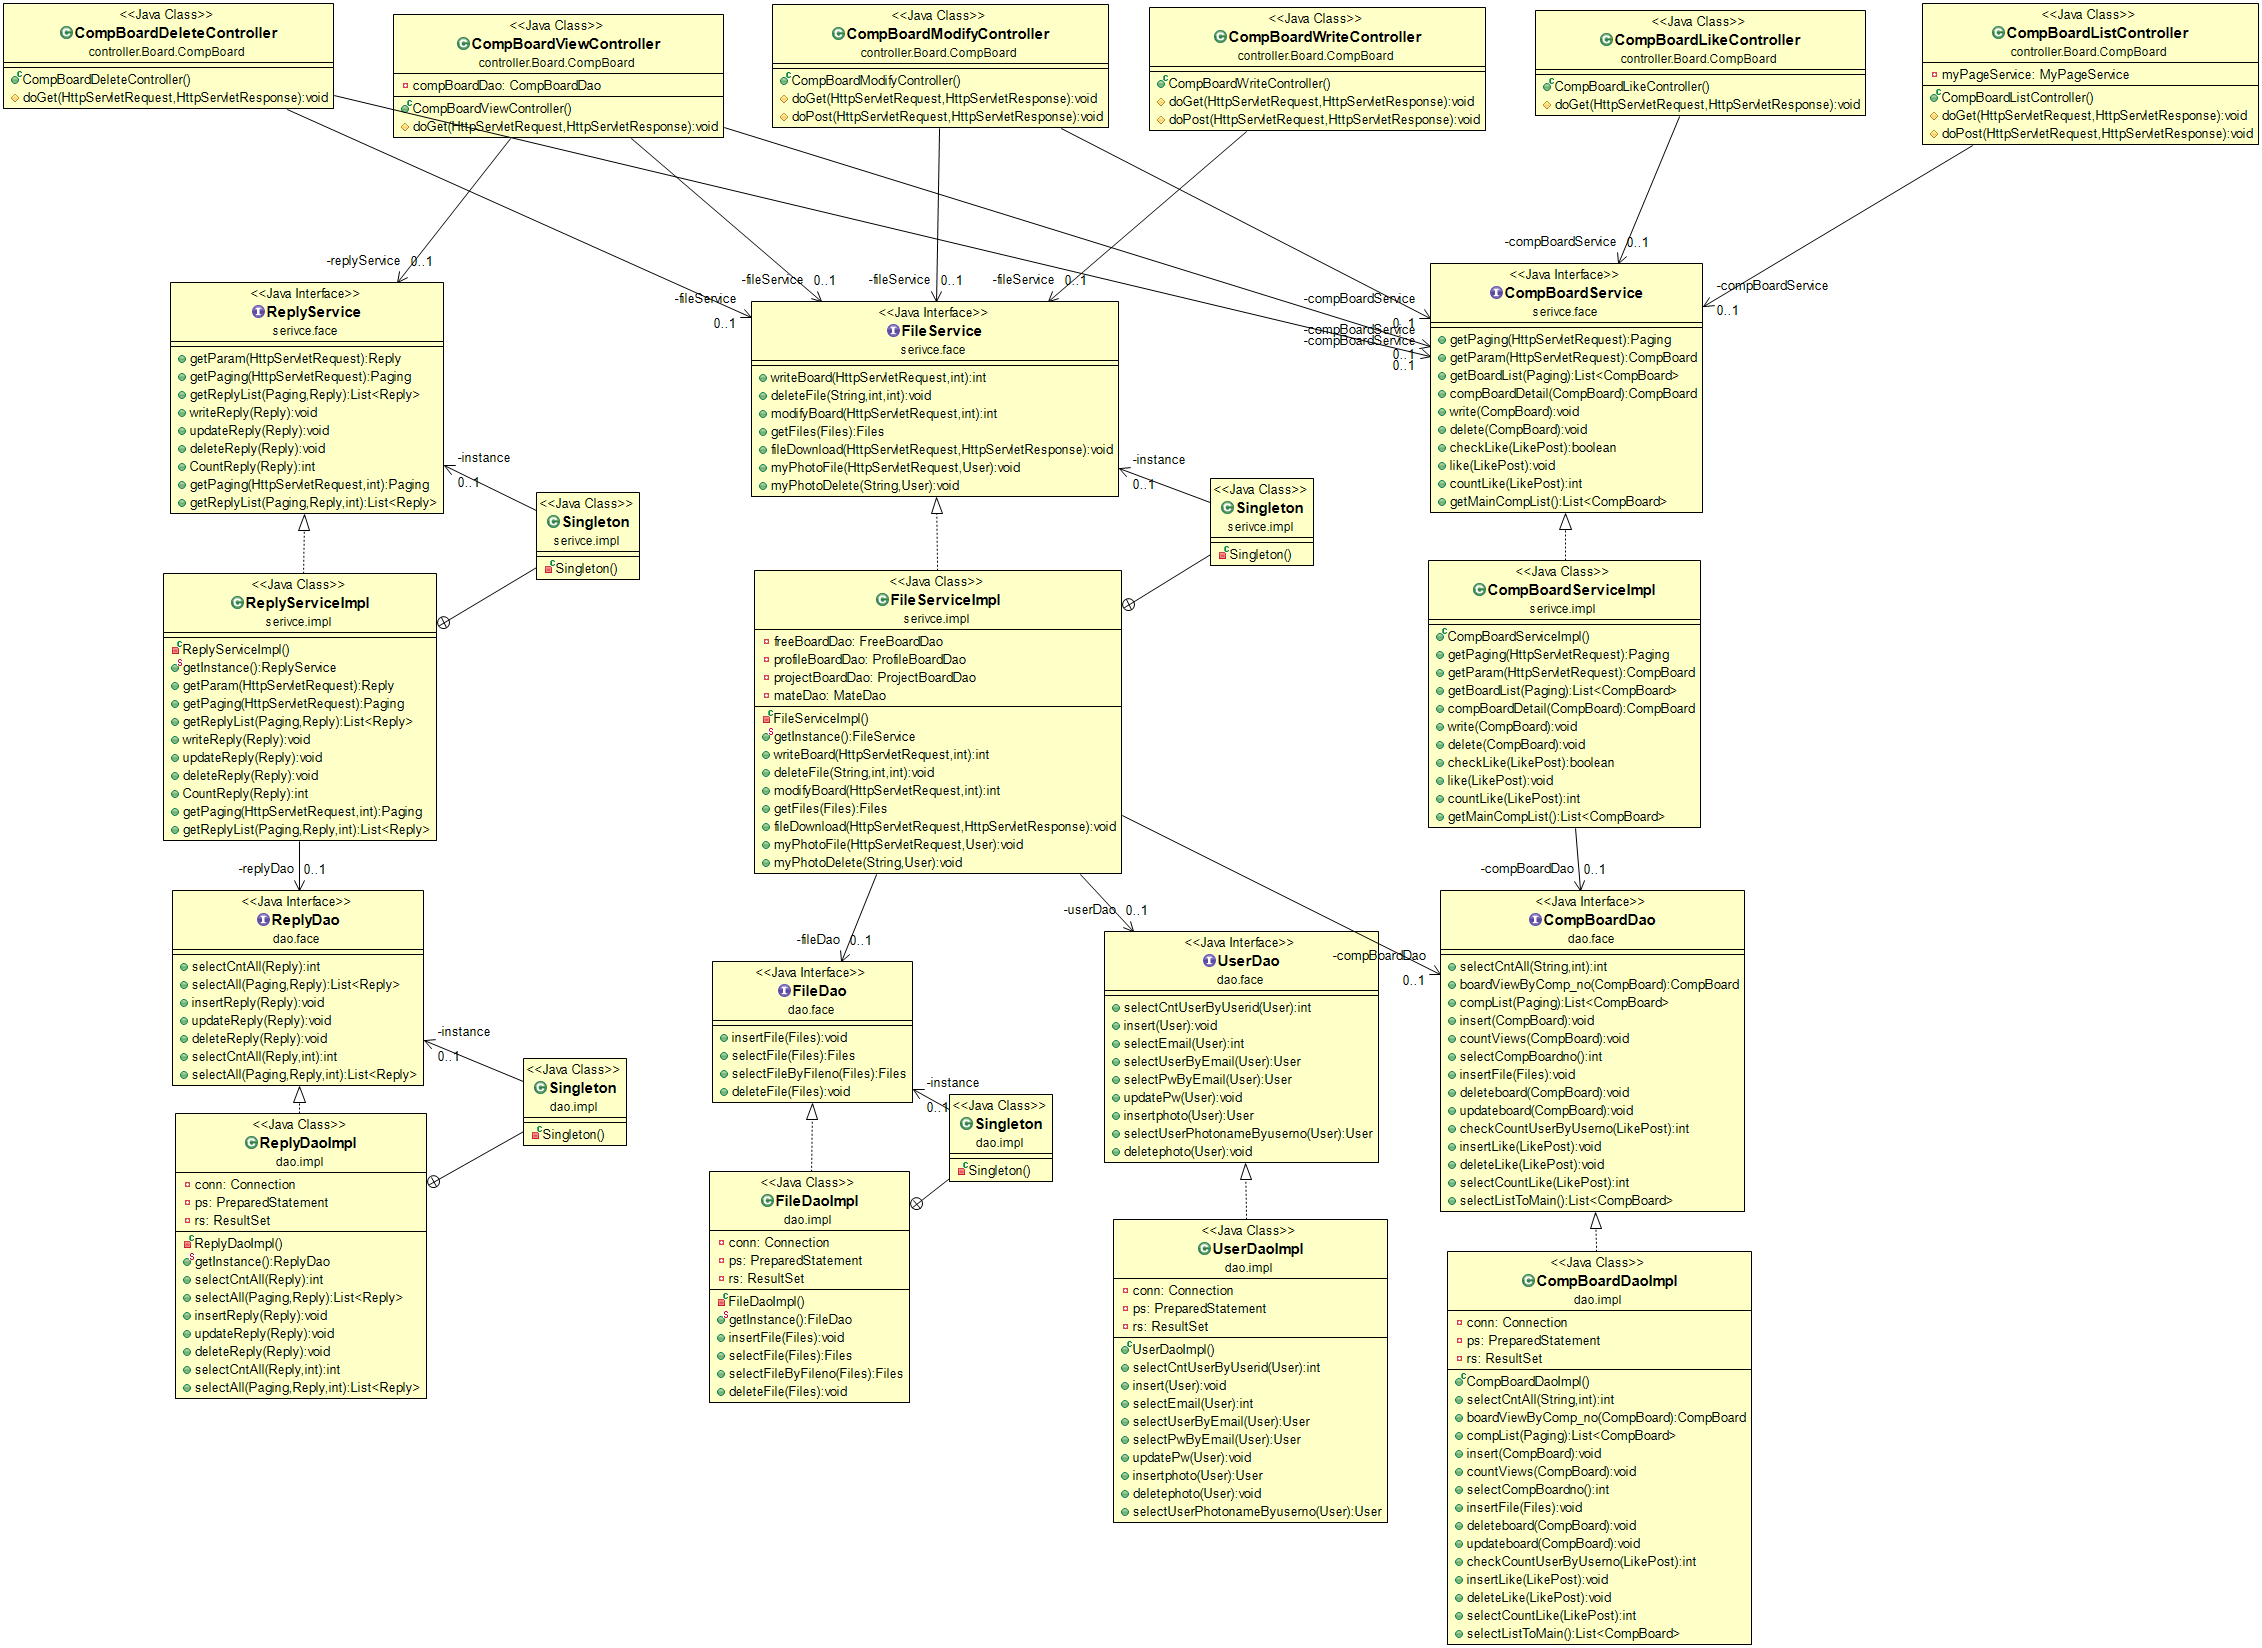 <<Java Class>>
CompBoardDeleteController
controller.Board.CompBoard
CompBoardDeleteController()
doGet(HttpServletRequest,HttpServletResponse):void
<<Java Class>>
CompBoardViewController
controller.Board.CompBoard
compBoardDao: CompBoardDao
CompBoardViewController()
doGet(HttpServletRequest,HttpServletResponse):void
<<Java Class>>
CompBoardModifyController
controller.Board.CompBoard
CompBoardModifyController()
doGet(HttpServletRequest,HttpServletResponse):void
doPost(HttpServletRequest,HttpServletResponse):void
<<Java Class>>
CompBoardWriteController
controller.Board.CompBoard
CompBoardWriteController()
doGet(HttpServletRequest,HttpServletResponse):void
doPost(HttpServletRequest,HttpServletResponse):void
<<Java Class>>
CompBoardLikeController
controller.Board.CompBoard
CompBoardLikeController()
doGet(HttpServletRequest,HttpServletResponse):void
<<Java Class>>
CompBoardListController
controller.Board.CompBoard
myPageService: MyPageService
CompBoardListController()
doGet(HttpServletRequest,HttpServletResponse):void
doPost(HttpServletRequest,HttpServletResponse):void
-replyService 0..1
-fileService
0..1
-fileService 0..1
-fileService 0..1
-fileService 0..1
-compBoardService 0..1
-compBoardService
0..1
-compBoardService
0..1
-compBoardService
0..1
-compBoardService
0..1
<<Java Interface>>
ReplyService
serivce.face
getParam(HttpServletRequest):Reply
getPaging(HttpServletRequest):Paging
getReplyList(Paging,Reply):List<Reply>
writeReply(Reply):void
updateReply(Reply):void
deleteReply(Reply):void
CountReply(Reply):int
getPaging(HttpServletRequest,int):Paging
getReplyList(Paging,Reply,int):List<Reply>
-instance
0..1
<<Java Class>>
Singleton
serivce.impl
Singleton()
<<Java Interface>>
FileService
serivce.face
writeBoard(HttpServletRequest,int):int
deleteFile(String,int,int):void
modifyBoard(HttpServletRequest,int):int
getFiles(Files):Files
fileDownload(HttpServletRequest,HttpServletResponse):void
myPhotoFile(HttpServletRequest,User):void
myPhotoDelete(String,User):void
-instance
0..1
<<Java Class>>
Singleton
serivce.impl
Singleton()
<<Java Interface>>
CompBoardService
serivce.face
getPaging(HttpServletRequest):Paging
getParam(HttpServletRequest):CompBoard
getBoardList(Paging):List<CompBoard>
compBoardDetail(CompBoard):CompBoard
write(CompBoard):void
delete(CompBoard):void
checkLike(LikePost):boolean
like(LikePost):void
countLike(LikePost):int
getMainCompList():List<CompBoard>
<<Java Class>>
ReplyServiceImpl
serivce.impl
ReplyServiceImpl()
getInstance():ReplyService
getParam(HttpServletRequest):Reply
getPaging(HttpServletRequest):Paging
getReplyList(Paging,Reply):List<Reply>
writeReply(Reply):void
updateReply(Reply):void
deleteReply(Reply):void
CountReply(Reply):int
getPaging(HttpServletRequest,int):Paging
getReplyList(Paging,Reply,int):List<Reply>
<<Java Class>>
FileServiceImpl
serivce.impl
freeBoardDao: FreeBoardDao
profileBoardDao: ProfileBoardDao
projectBoardDao: ProjectBoardDao
mateDao: MateDao
FileServiceImpl()
getInstance():FileService
writeBoard(HttpServletRequest,int):int
deleteFile(String,int,int):void
modifyBoard(HttpServletRequest,int):int
getFiles(Files):Files
fileDownload(HttpServletRequest,HttpServletResponse):void
myPhotoFile(HttpServletRequest,User):void
myPhotoDelete(String,User):void
<<Java Class>>
CompBoardServiceImpl
serivce.impl
CompBoardServiceImpl()
getPaging(HttpServletRequest):Paging
getParam(HttpServletRequest):CompBoard
getBoardList(Paging):List<CompBoard>
compBoardDetail(CompBoard):CompBoard
write(CompBoard):void
delete(CompBoard):void
checkLike(LikePost):boolean
like(LikePost):void
countLike(LikePost):int
getMainCompList():List<CompBoard>
-replyDao 0..1
-fileDao 0..1
-userDao 0..1
-compBoardDao
0..1
-compBoardDao 0..1
<<Java Interface>>
ReplyDao
dao.face
selectCntAll(Reply):int
selectAll(Paging,Reply):List<Reply>
insertReply(Reply):void
updateReply(Reply):void
deleteReply(Reply):void
selectCntAll(Reply,int):int
selectAll(Paging,Reply,int):List<Reply>
-instance
0..1
<<Java Class>>
Singleton
dao.impl
Singleton()
<<Java Interface>>
FileDao
dao.face
insertFile(Files):void
selectFile(Files):Files
selectFileByFileno(Files):Files
deleteFile(Files):void
-instance
0..1
<<Java Class>>
Singleton
dao.impl
Singleton()
<<Java Interface>>
UserDao
dao.face
selectCntUserByUserid(User):int
insert(User):void
selectEmail(User):int
selectUserByEmail(User):User
selectPwByEmail(User):User
updatePw(User):void
insertphoto(User):User
selectUserPhotonameByuserno(User):User
deletephoto(User):void
<<Java Interface>>
CompBoardDao
dao.face
selectCntAll(String,int):int
boardViewByComp_no(CompBoard):CompBoard
compList(Paging):List<CompBoard>
insert(CompBoard):void
countViews(CompBoard):void
selectCompBoardno():int
insertFile(Files):void
deleteboard(CompBoard):void
updateboard(CompBoard):void
checkCountUserByUserno(LikePost):int
insertLike(LikePost):void
deleteLike(LikePost):void
selectCountLike(LikePost):int
selectListToMain():List<CompBoard>
<<Java Class>>
ReplyDaoImpl
dao.impl
conn: Connection
ps: PreparedStatement
rs: ResultSet
ReplyDaoImpl()
getInstance():ReplyDao
selectCntAll(Reply):int
selectAll(Paging,Reply):List<Reply>
insertReply(Reply):void
updateReply(Reply):void
deleteReply(Reply):void
selectCntAll(Reply,int):int
selectAll(Paging,Reply,int):List<Reply>
<<Java Class>>
FileDaoImpl
dao.impl
conn: Connection
ps: PreparedStatement
rs: ResultSet
FileDaoImpl()
getInstance():FileDao
insertFile(Files):void
selectFile(Files):Files
selectFileByFileno(Files):Files
deleteFile(Files):void
<<Java Class>>
UserDaoImpl
dao.impl
conn: Connection
ps: PreparedStatement
rs: ResultSet
UserDaoImpl()
selectCntUserByUserid(User):int
insert(User):void
selectEmail(User):int
selectUserByEmail(User):User
selectPwByEmail(User):User
updatePw(User):void
insertphoto(User):User
deletephoto(User):void
selectUserPhotonameByuserno(User):User
<<Java Class>>
CompBoardDaoImpl
dao.impl
conn: Connection
ps: PreparedStatement
rs: ResultSet
CompBoardDaoImpl()
selectCntAll(String,int):int
boardViewByComp_no(CompBoard):CompBoard
compList(Paging):List<CompBoard>
insert(CompBoard):void
countViews(CompBoard):void
selectCompBoardno():int
insertFile(Files):void
deleteboard(CompBoard):void
updateboard(CompBoard):void
checkCountUserByUserno(LikePost):int
insertLike(LikePost):void
deleteLike(LikePost):void
selectCountLike(LikePost):int
selectListToMain():List<CompBoard>